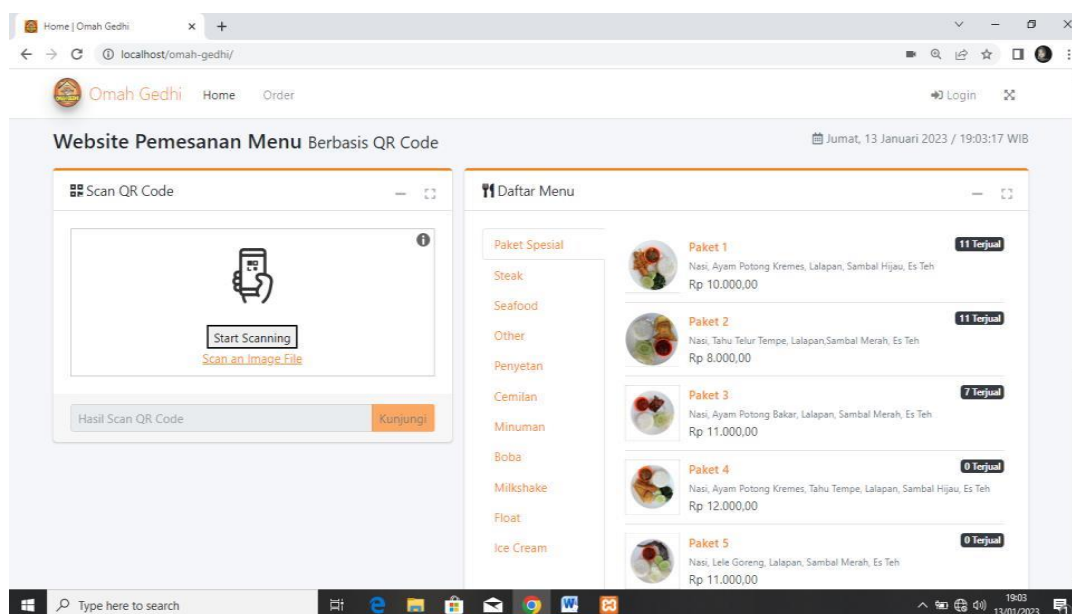 Home | Omah Gedhi
localhost/omah-gedhi/
Omah Gedhi Home Order Login
Website Pemesanan Menu Berbasis QR Code
Jumat, 13 Januari 2023 / 19:03:17 WIB
Scan QR Code
Start Scanning
Scan an Image File
Hasil Scan QR Code Kunjungi
Daftar Menu
Paket Spesial
Steak
Seafood
Other
Penyetan
Cemilan
Minuman
Boba
Milkshake
Float
Ice Cream
Paket 1 11 Terjual
Nasi, Ayam Potong Kremes, Lalapan, Sambal Hijau, Es Teh
Rp 10.000,00
Paket 2 11 Terjual
Nasi, Tahu Telur Tempe, Lalapan,Sambal Merah, Es Teh
Rp 8.000,00
Paket 3 7 Terjual
Nasi, Ayam Potong Bakar, Lalapan, Sambal Merah, Es Teh
Rp 11.000,00
Paket 4 0 Terjual
Nasi, Ayam Potong Kremes, Tahu Tempe, Lalapan, Sambal Hijau, Es Teh
Rp 12.000,00
Paket 5 0 Terjual
Nasi, Lele Goreng, Lalapan, Sambal Merah, Es Teh
Rp 11.000,00
Type here to search
19:03
13/01/2023